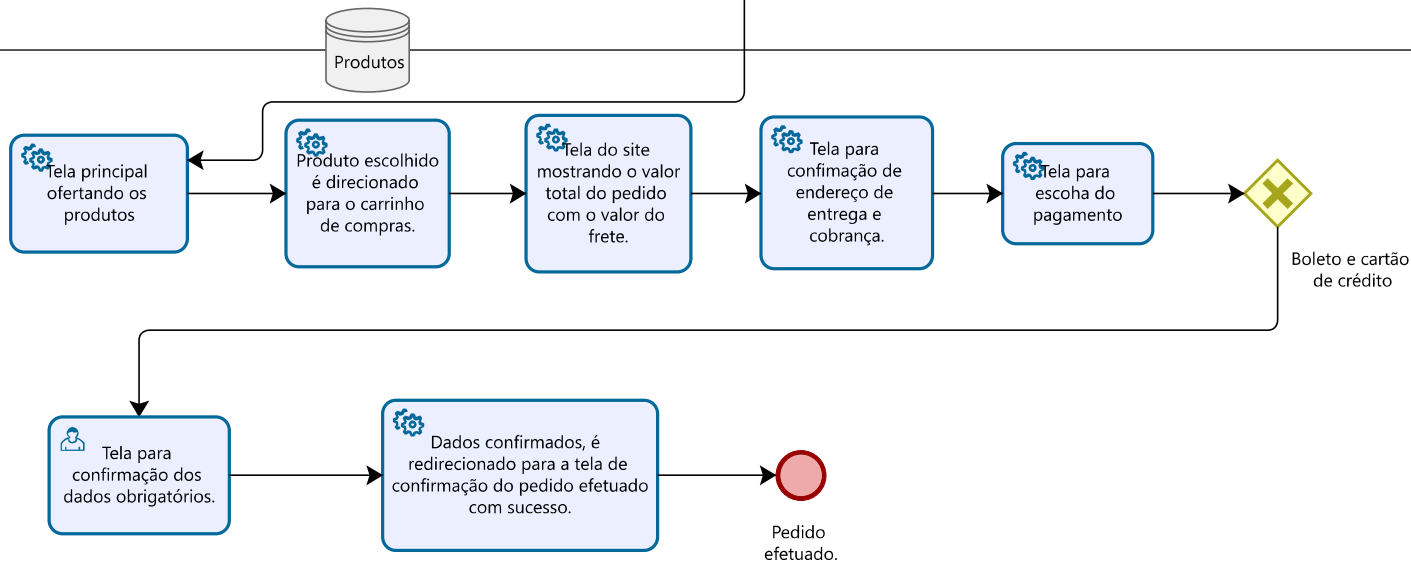 Produtos
Tela principal
ofertando os
produtos
Produto escolhido
é direcionado
para o carrinho
de compras.
Tela do site
mostrando o valor
total do pedido
com o valor do
frete.
Tela para
confimação de
endereço de
entrega e
cobrança.
Tela para
escoha do
pagamento
Boleto e cartão
de crédito
Tela para
confirmação dos
dados obrigatórios.
Dados confirmados, é
redirecionado para a tela de
confirmação do pedido efetuado
com sucesso.
Pedido
efetuado.